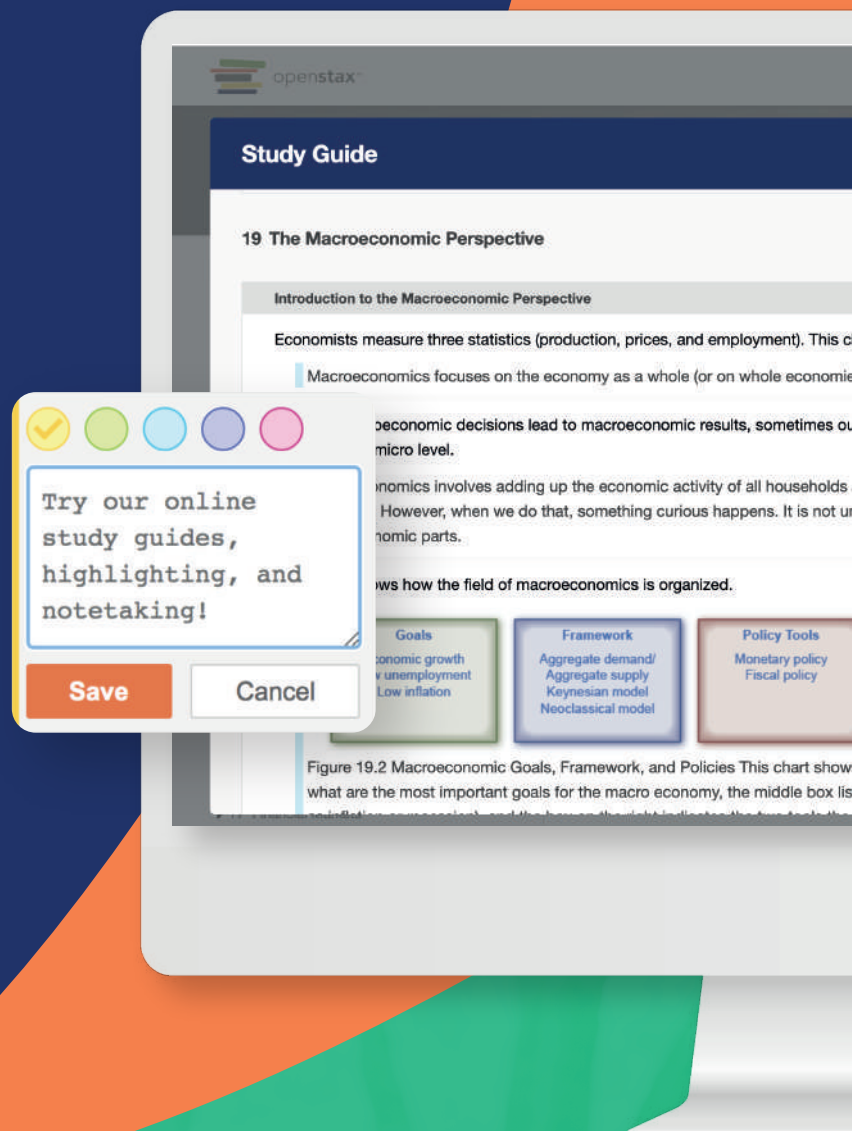 openstax™
Study Guide
19 The Macroeconomic Perspective
Introduction to the Macroeconomic Perspective
Economists measure three statistics (production, prices, and employment). This c
Macroeconomics focuses on the economy as a whole (or on whole economie
oeconomic decisions lead to macroeconomic results, sometimes ou
micro level.
nomics involves adding up the economic activity of all households
However, when we do that, something curious happens. It is not un
nomic parts.
ws how the field of macroeconomics is organized.
Try our online
study guides,
highlighting, and
notetaking!
Save Cancel
Goals
onomic growth
unemployment
Low inflation
Framework
Aggregate demand/
Aggregate supply
Keynesian model
Neoclassical model
Policy Tools
Monetary policy
Fiscal policy
Figure 19.2 Macroeconomic Goals, Framework, and Policies This chart show
what are the most important goals for the macro economy, the middle box lis